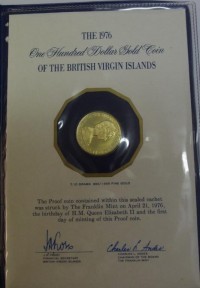 THE 1976
One Hundred Dollar Gold Coin
OF THE BRITISH VIRGIN ISLANDS
The Proof coin contained within this sealed cachet
was struck by The Franklin Mint on April 21, 1976,
the birthday of H.M. Queen Elizabeth II and the first
day of minting of this Proof coin.